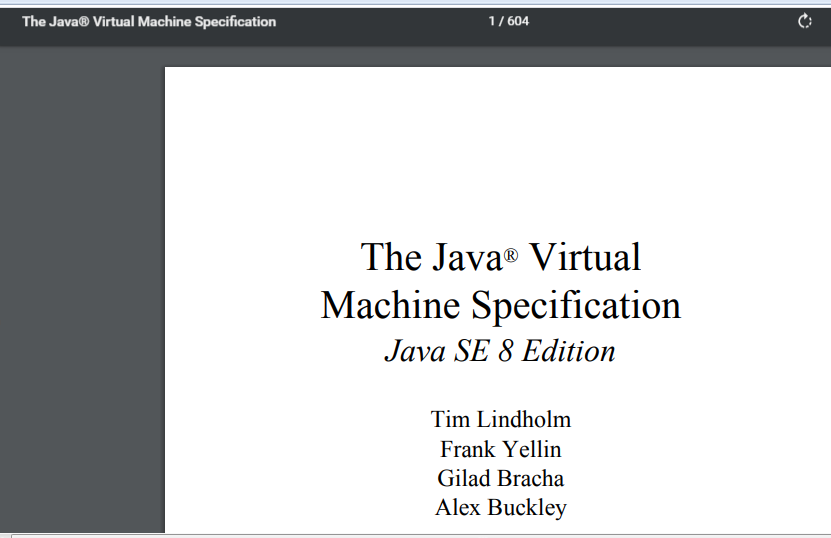 The Java® Virtual Machine Specification
1 / 604
The Java® Virtual
Machine Specification
Java SE 8 Edition
Tim Lindholm
Frank Yellin
Gilad Bracha
Alex Buckley